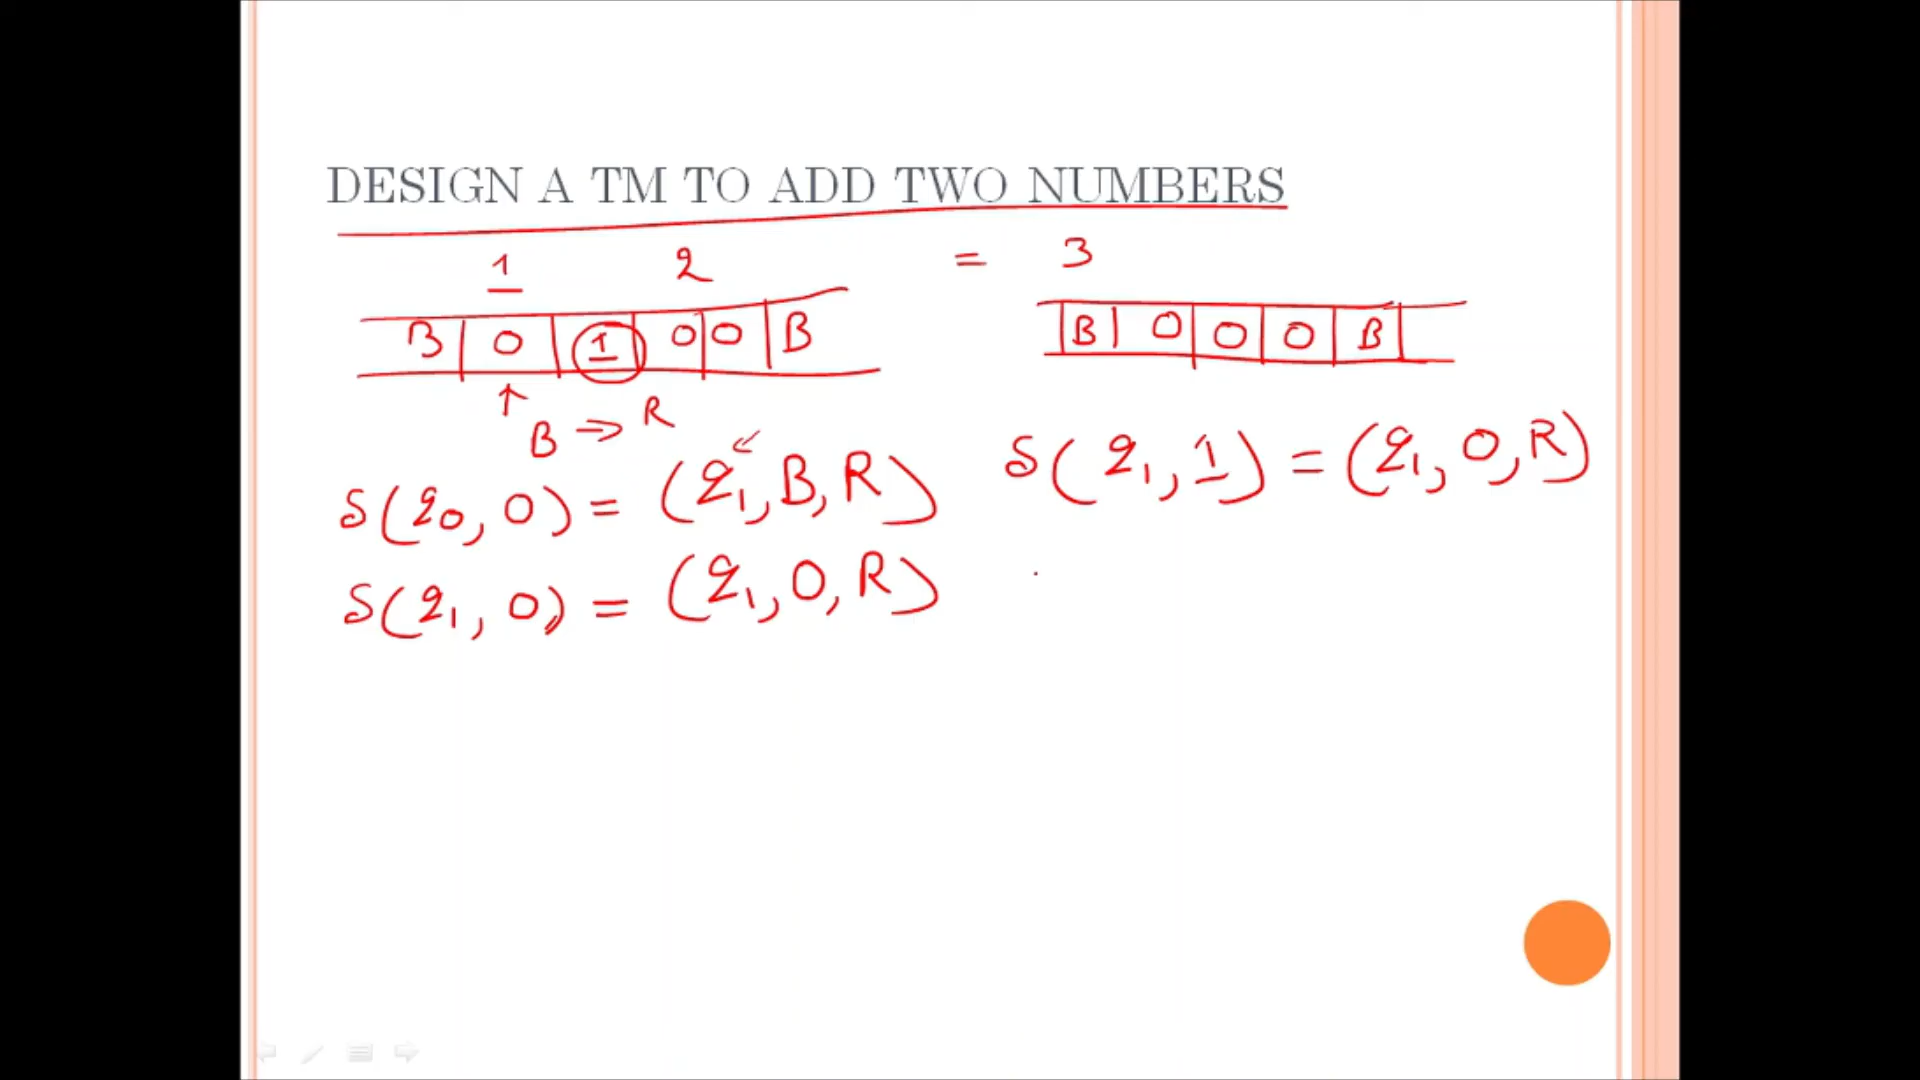 DESIGN A TM TO ADD TWO NUMBERS
1 2 = 3
B 0 1 0 0 B B 0 0 0 B
↑ B ⇒ R
δ(q0, 0) = (q1, B, R) δ(q1, 1) = (q1, 0, R)
δ(q1, 0) = (q1, 0, R)